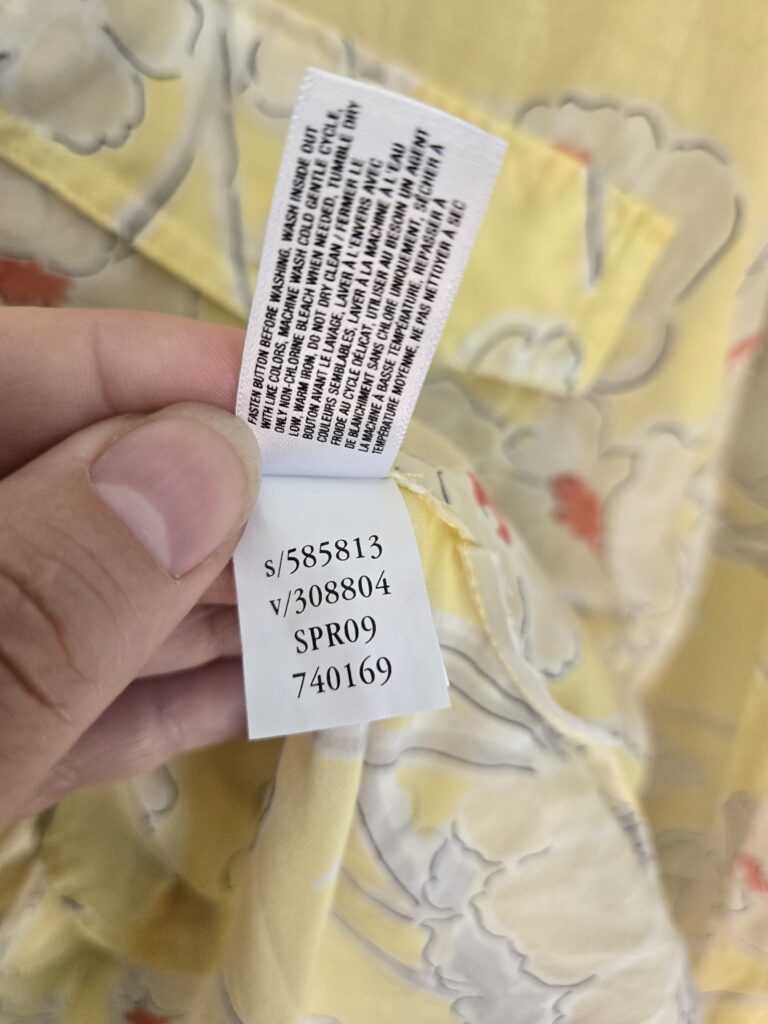 FASTEN BUTTON BEFORE WASHING, WASH INSIDE OUT
WITH LIKE COLORS, MACHINE WASH COLD GENTLE CYCLE,
ONLY NON-CHLORINE BLEACH WHEN NEEDED, TUMBLE DRY
LOW, WARM IRON, DO NOT DRY CLEAN / FERMER LE
BOUTON AVANT LE LAVAGE, LAVER À L'ENVERS AVEC
COULEURS SEMBLABLES, LAVER À LA MACHINE À L'EAU
FROIDE AU CYCLE DÉLICAT, UTILISER AU BESOIN UN AGENT
DE BLANCHIMENT SANS CHLORE UNIQUEMENT, SÉCHER À
LA MACHINE À BASSE TEMPÉRATURE, REPASSER À
TEMPÉRATURE MOYENNE, NE PAS NETTOYER À SEC
s/585813
v/308804
SPR09
740169